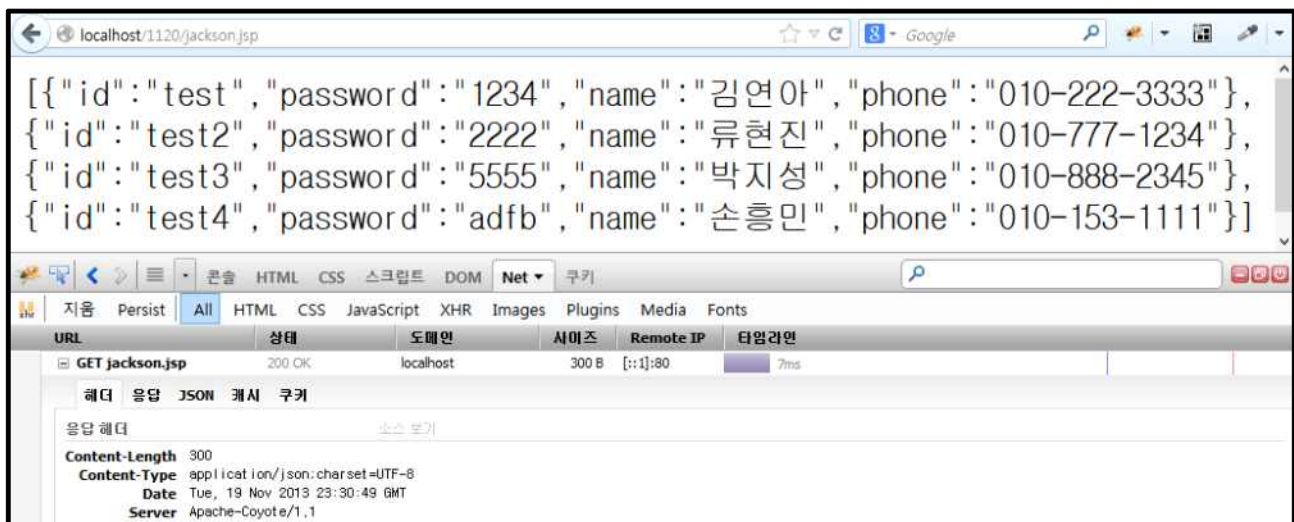 localhost/1120/jackson.jsp
8 - Google
[{"id":"test","password":"1234","name":"김연아","phone":"010-222-3333"},
{"id":"test2","password":"2222","name":"류현진","phone":"010-777-1234"},
{"id":"test3","password":"5555","name":"박지성","phone":"010-888-2345"},
{"id":"test4","password":"adfb","name":"손흥민","phone":"010-153-1111"}]
콘솔 HTML CSS 스크립트 DOM Net 쿠키
지움 Persist All HTML CSS JavaScript XHR Images Plugins Media Fonts
URL 상태 도메인 사이즈 Remote IP 타임라인
GET jackson.jsp 200 OK localhost 300 B [::1]:80 7ms
헤더 응답 JSON 캐시 쿠키
응답 헤더 소스 보기
Content-Length 300
Content-Type application/json;charset=UTF-8
Date Tue, 19 Nov 2013 23:30:49 GMT
Server Apache-Coyote/1.1